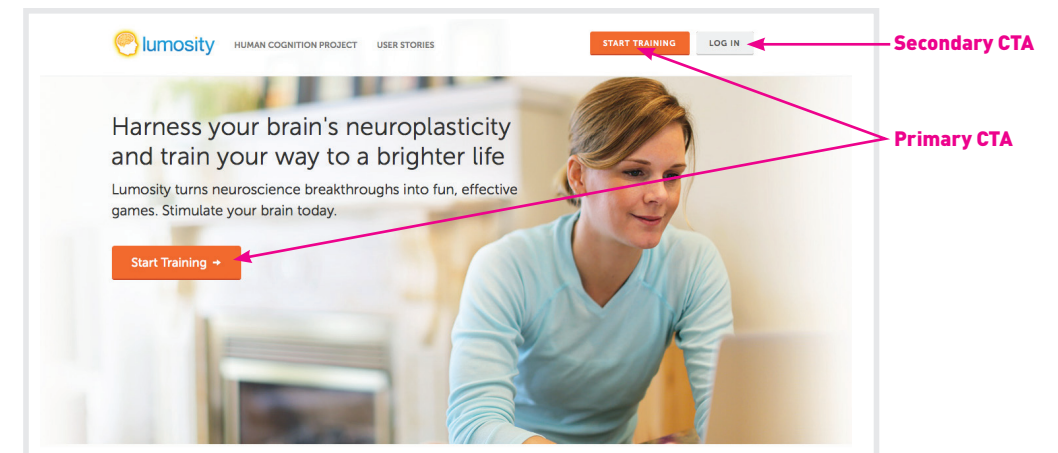 lumosity HUMAN COGNITION PROJECT USER STORIES START TRAINING LOG IN
Secondary CTA
Primary CTA
Harness your brain's neuroplasticity
and train your way to a brighter life
Lumosity turns neuroscience breakthroughs into fun, effective
games. Stimulate your brain today.
Start Training →